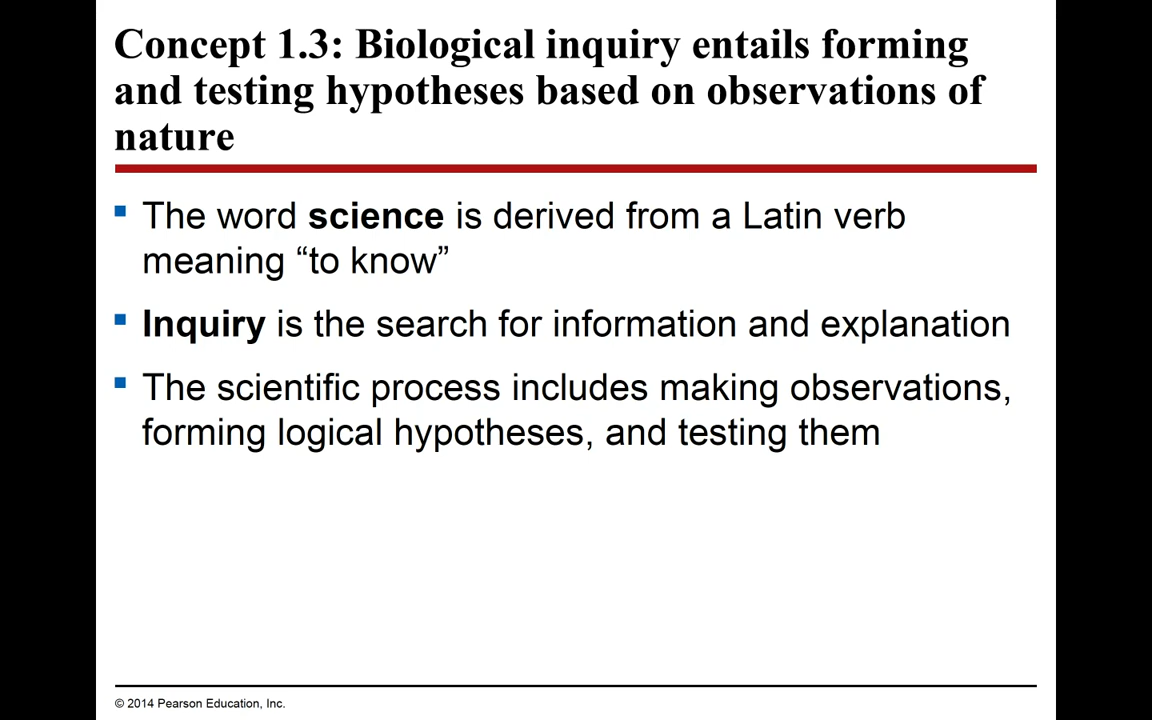 Concept 1.3: Biological inquiry entails forming
and testing hypotheses based on observations of
nature
▪ The word science is derived from a Latin verb
meaning “to know”
▪ Inquiry is the search for information and explanation
▪ The scientific process includes making observations,
forming logical hypotheses, and testing them
© 2014 Pearson Education, Inc.